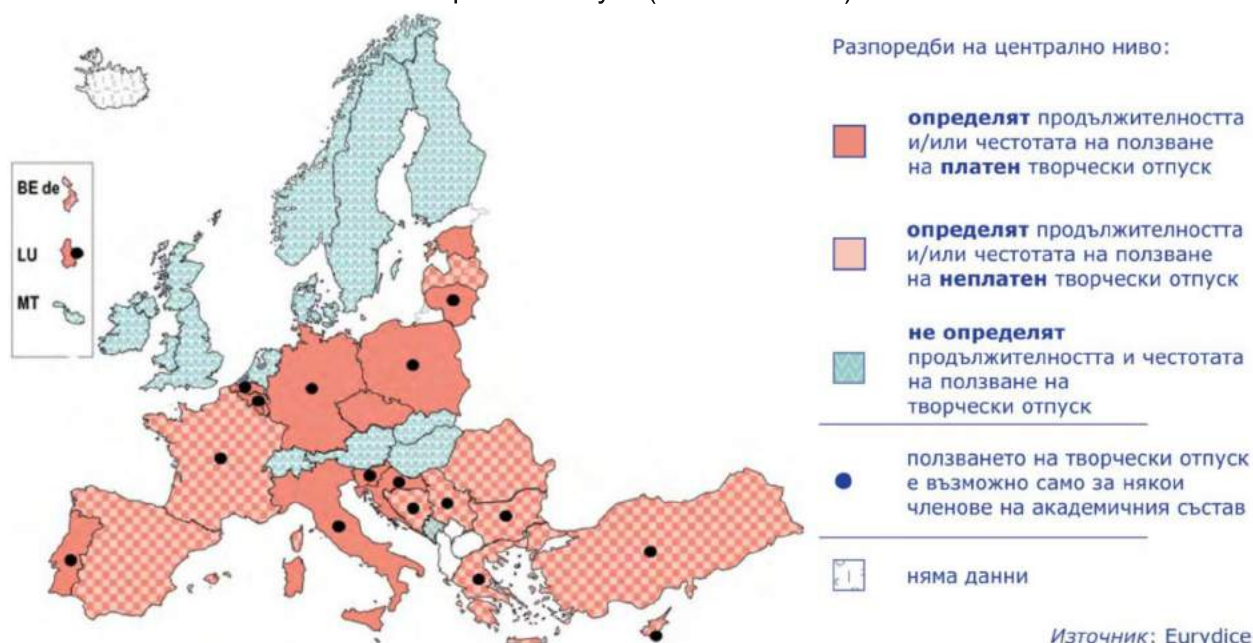 Разпоредби на централно ниво:
определят продължителността
и/или честотата на ползване
на платен творчески отпуск
определят продължителността
и/или честотата на ползване
на неплатен творчески отпуск
не определят
продължителността и честотата
на ползване на
творчески отпуск
ползването на творчески отпуск
е възможно само за някои
членове на академичния състав
няма данни
Източник: Eurydice
BE de
LU
MT